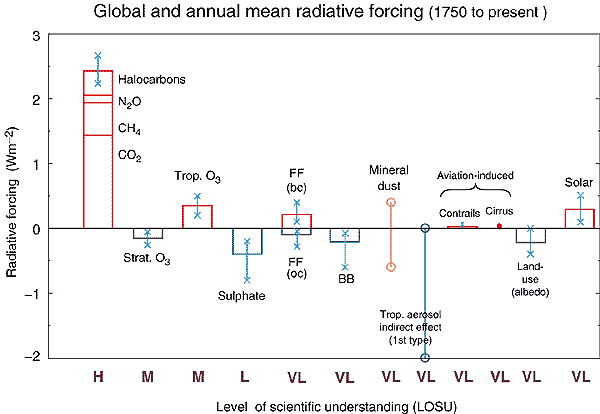 Global and annual mean radiative forcing (1750 to present )
Radiative forcing (Wm−2)
3
2
1
0
−1
−2
Halocarbons
N2O
CH4
CO2
Strat. O3
Trop. O3
Sulphate
FF
(bc)
FF
(oc)
BB
Mineral
dust
Trop. aerosol
indirect effect
(1st type)
Aviation-induced
Contrails
Cirrus
Land-
use
(albedo)
Solar
H M M L VL VL VL VL VL VL VL VL
Level of scientific understanding (LOSU)